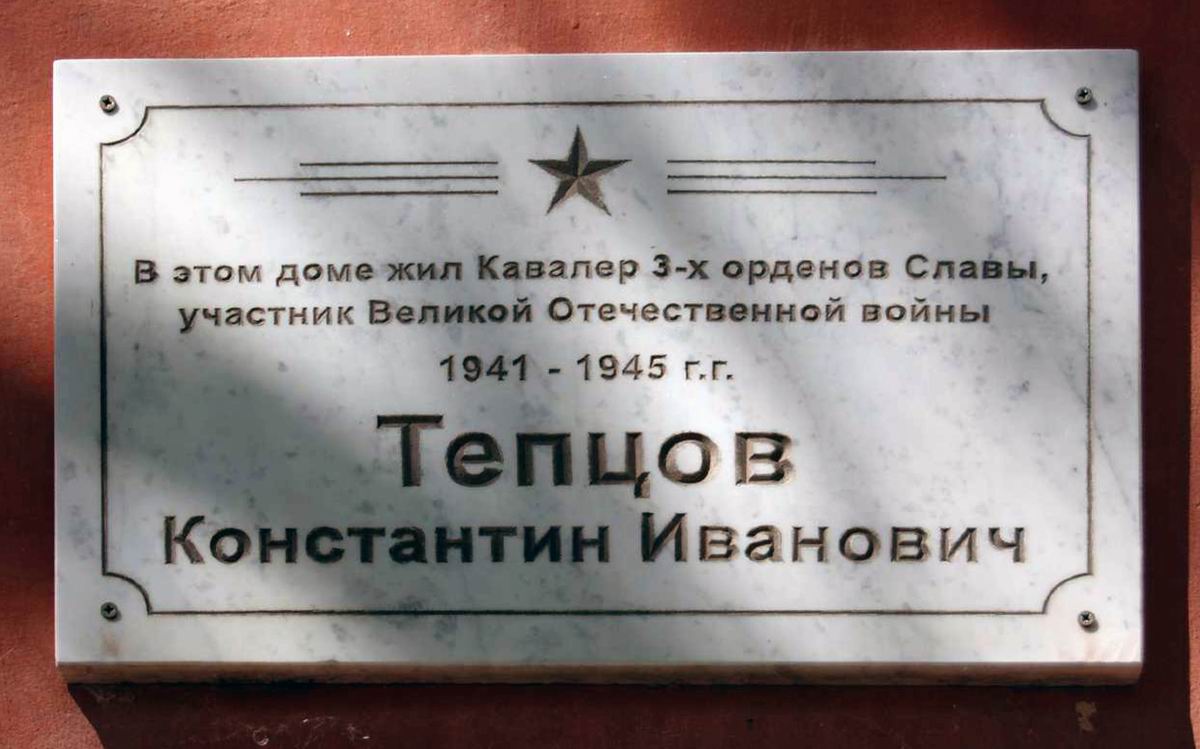 В этом доме жил Кавалер 3-х орденов Славы,
участник Великой Отечественной войны
1941 - 1945 г.г.
Тепцов
Константин Иванович